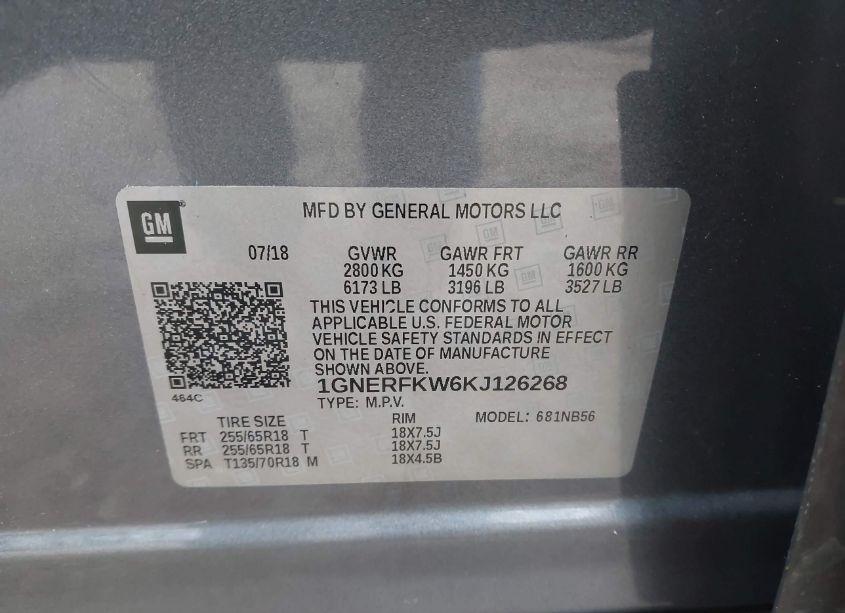 GM ®
MFD BY GENERAL MOTORS LLC
07/18 GVWR GAWR FRT GAWR RR
2800 KG 1450 KG 1600 KG
6173 LB 3196 LB 3527 LB
THIS VEHICLE CONFORMS TO ALL
APPLICABLE U.S. FEDERAL MOTOR
VEHICLE SAFETY STANDARDS IN EFFECT
ON THE DATE OF MANUFACTURE
SHOWN ABOVE.
1GNERFKW6KJ126268
464C
TYPE: M.P.V.
TIRE SIZE RIM MODEL: 681NB56
FRT 255/65R18 T 18X7.5J
RR 255/65R18 T 18X7.5J
SPA T135/70R18 M 18X4.5B